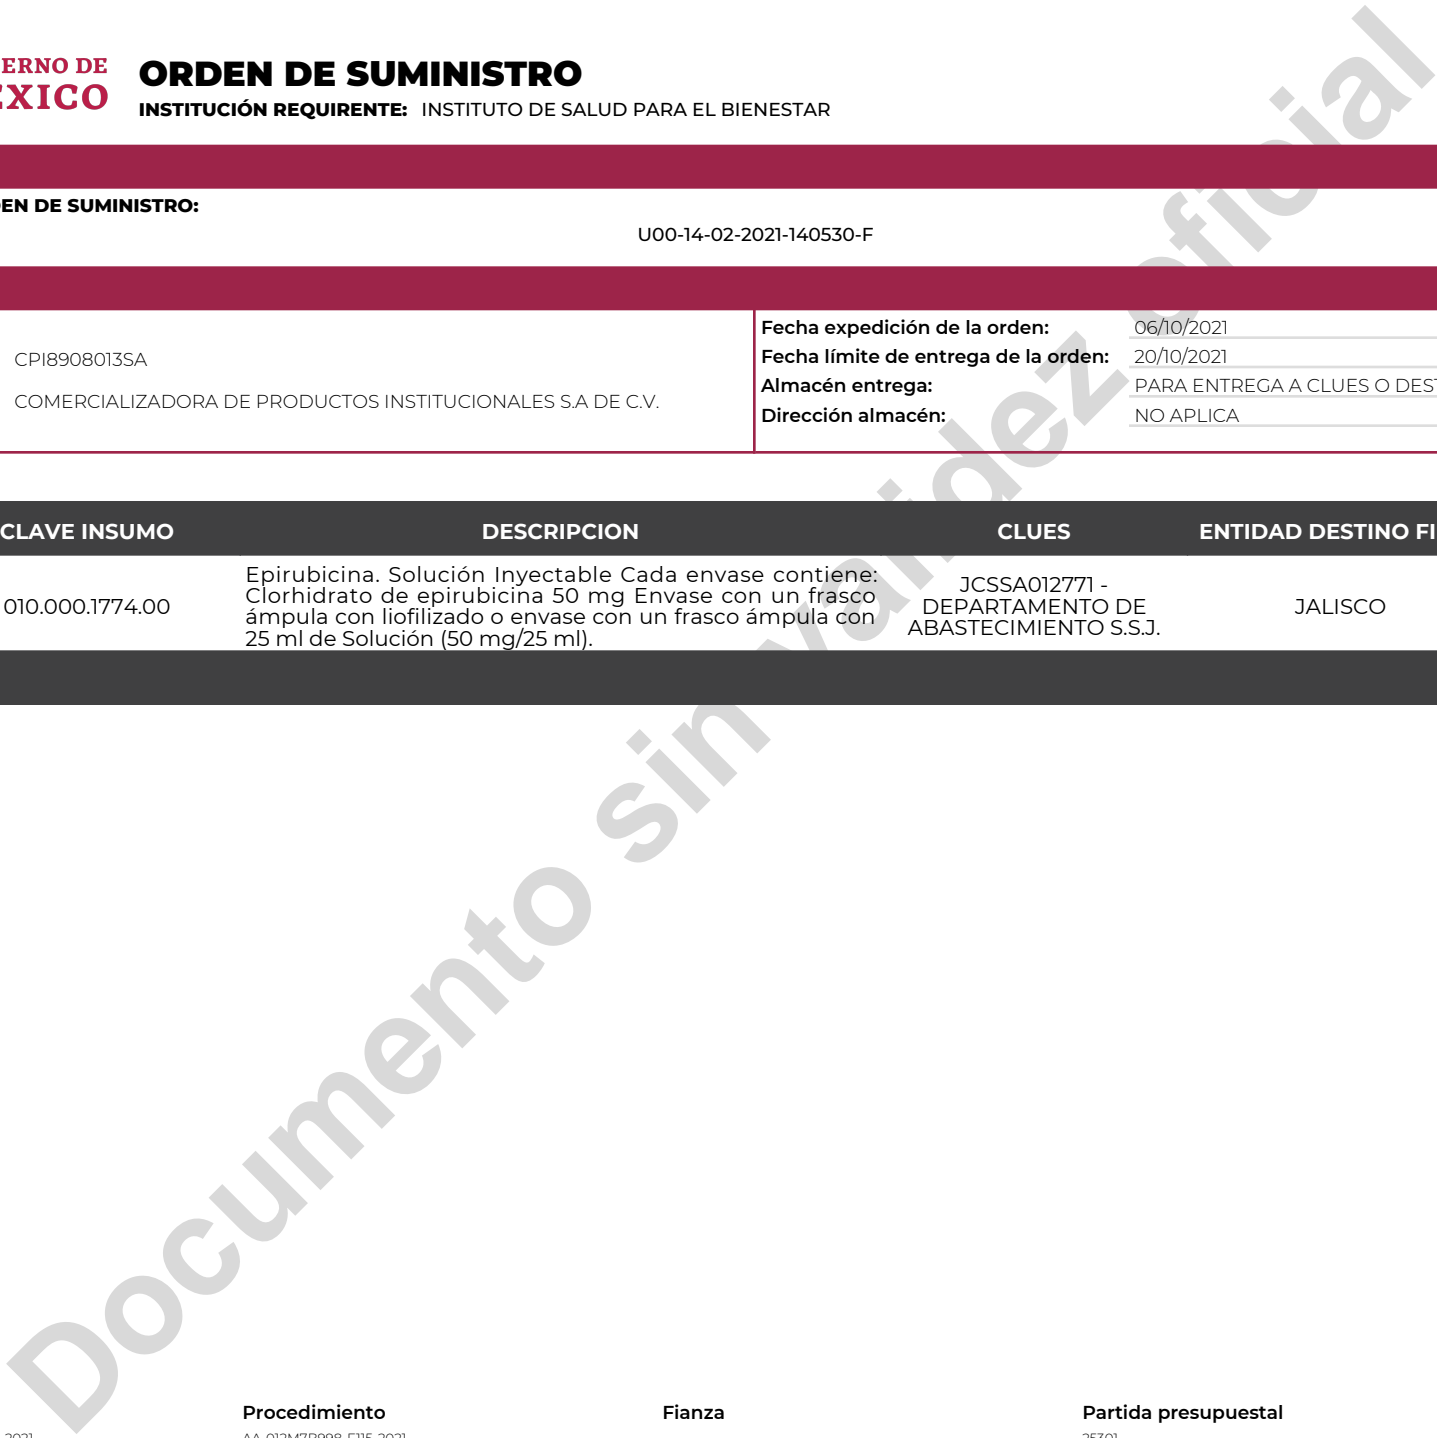 ERNO DE
ÉXICO
ORDEN DE SUMINISTRO
INSTITUCIÓN REQUIRENTE: INSTITUTO DE SALUD PARA EL BIENESTAR
EN DE SUMINISTRO:
U00-14-02-2021-140530-F
CPI8908013SA
COMERCIALIZADORA DE PRODUCTOS INSTITUCIONALES S.A DE C.V.
Fecha expedición de la orden: 06/10/2021
Fecha límite de entrega de la orden: 20/10/2021
Almacén entrega: PARA ENTREGA A CLUES O DEST
Dirección almacén: NO APLICA
CLAVE INSUMO DESCRIPCION CLUES ENTIDAD DESTINO FI
010.000.1774.00
Epirubicina. Solución Inyectable Cada envase contiene:
Clorhidrato de epirubicina 50 mg Envase con un frasco
ámpula con liofilizado o envase con un frasco ámpula con
25 ml de Solución (50 mg/25 ml).
JCSSA012771 -
DEPARTAMENTO DE
ABASTECIMIENTO S.S.J.
JALISCO
Documento sin validez oficial
Procedimiento Fianza Partida presupuestal